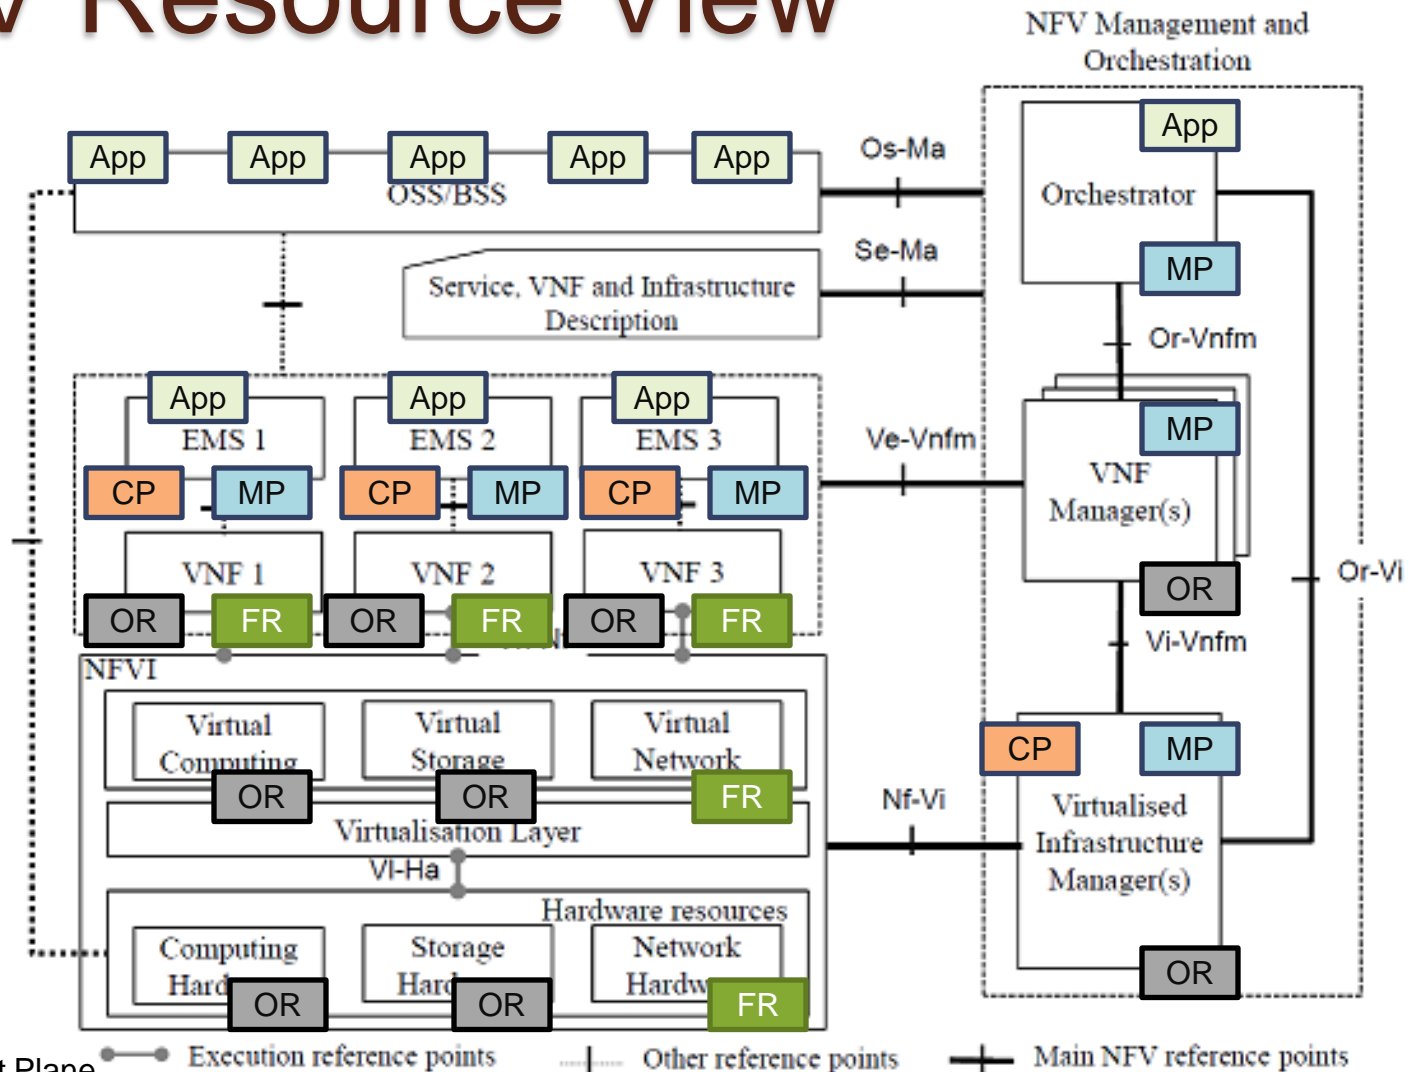 V Resource View
NFV Management and
Orchestration
App
App
App
App
App
OSS/BSS
Os-Ma
App
Orchestrator
MP
Se-Ma
Service, VNF and Infrastructure
Description
Or-Vnfm
App
App
App
EMS 1
EMS 2
EMS 3
CP
MP
CP
MP
CP
MP
Ve-Vnfm
MP
VNF
Manager(s)
OR
VNF 1
VNF 2
VNF 3
OR
FR
OR
FR
OR
FR
Or-Vi
Vi-Vnfm
NFVI
Virtual
Computing
Virtual
Storage
Virtual
Network
OR
OR
FR
CP
MP
Virtualisation Layer
Nf-Vi
Virtualised
Infrastructure
Manager(s)
OR
VI-Ha
Hardware resources
Computing
Hard
Storage
Hard
Network
Hardw
OR
OR
FR
t Plane
Execution reference points
Other reference points
Main NFV reference points